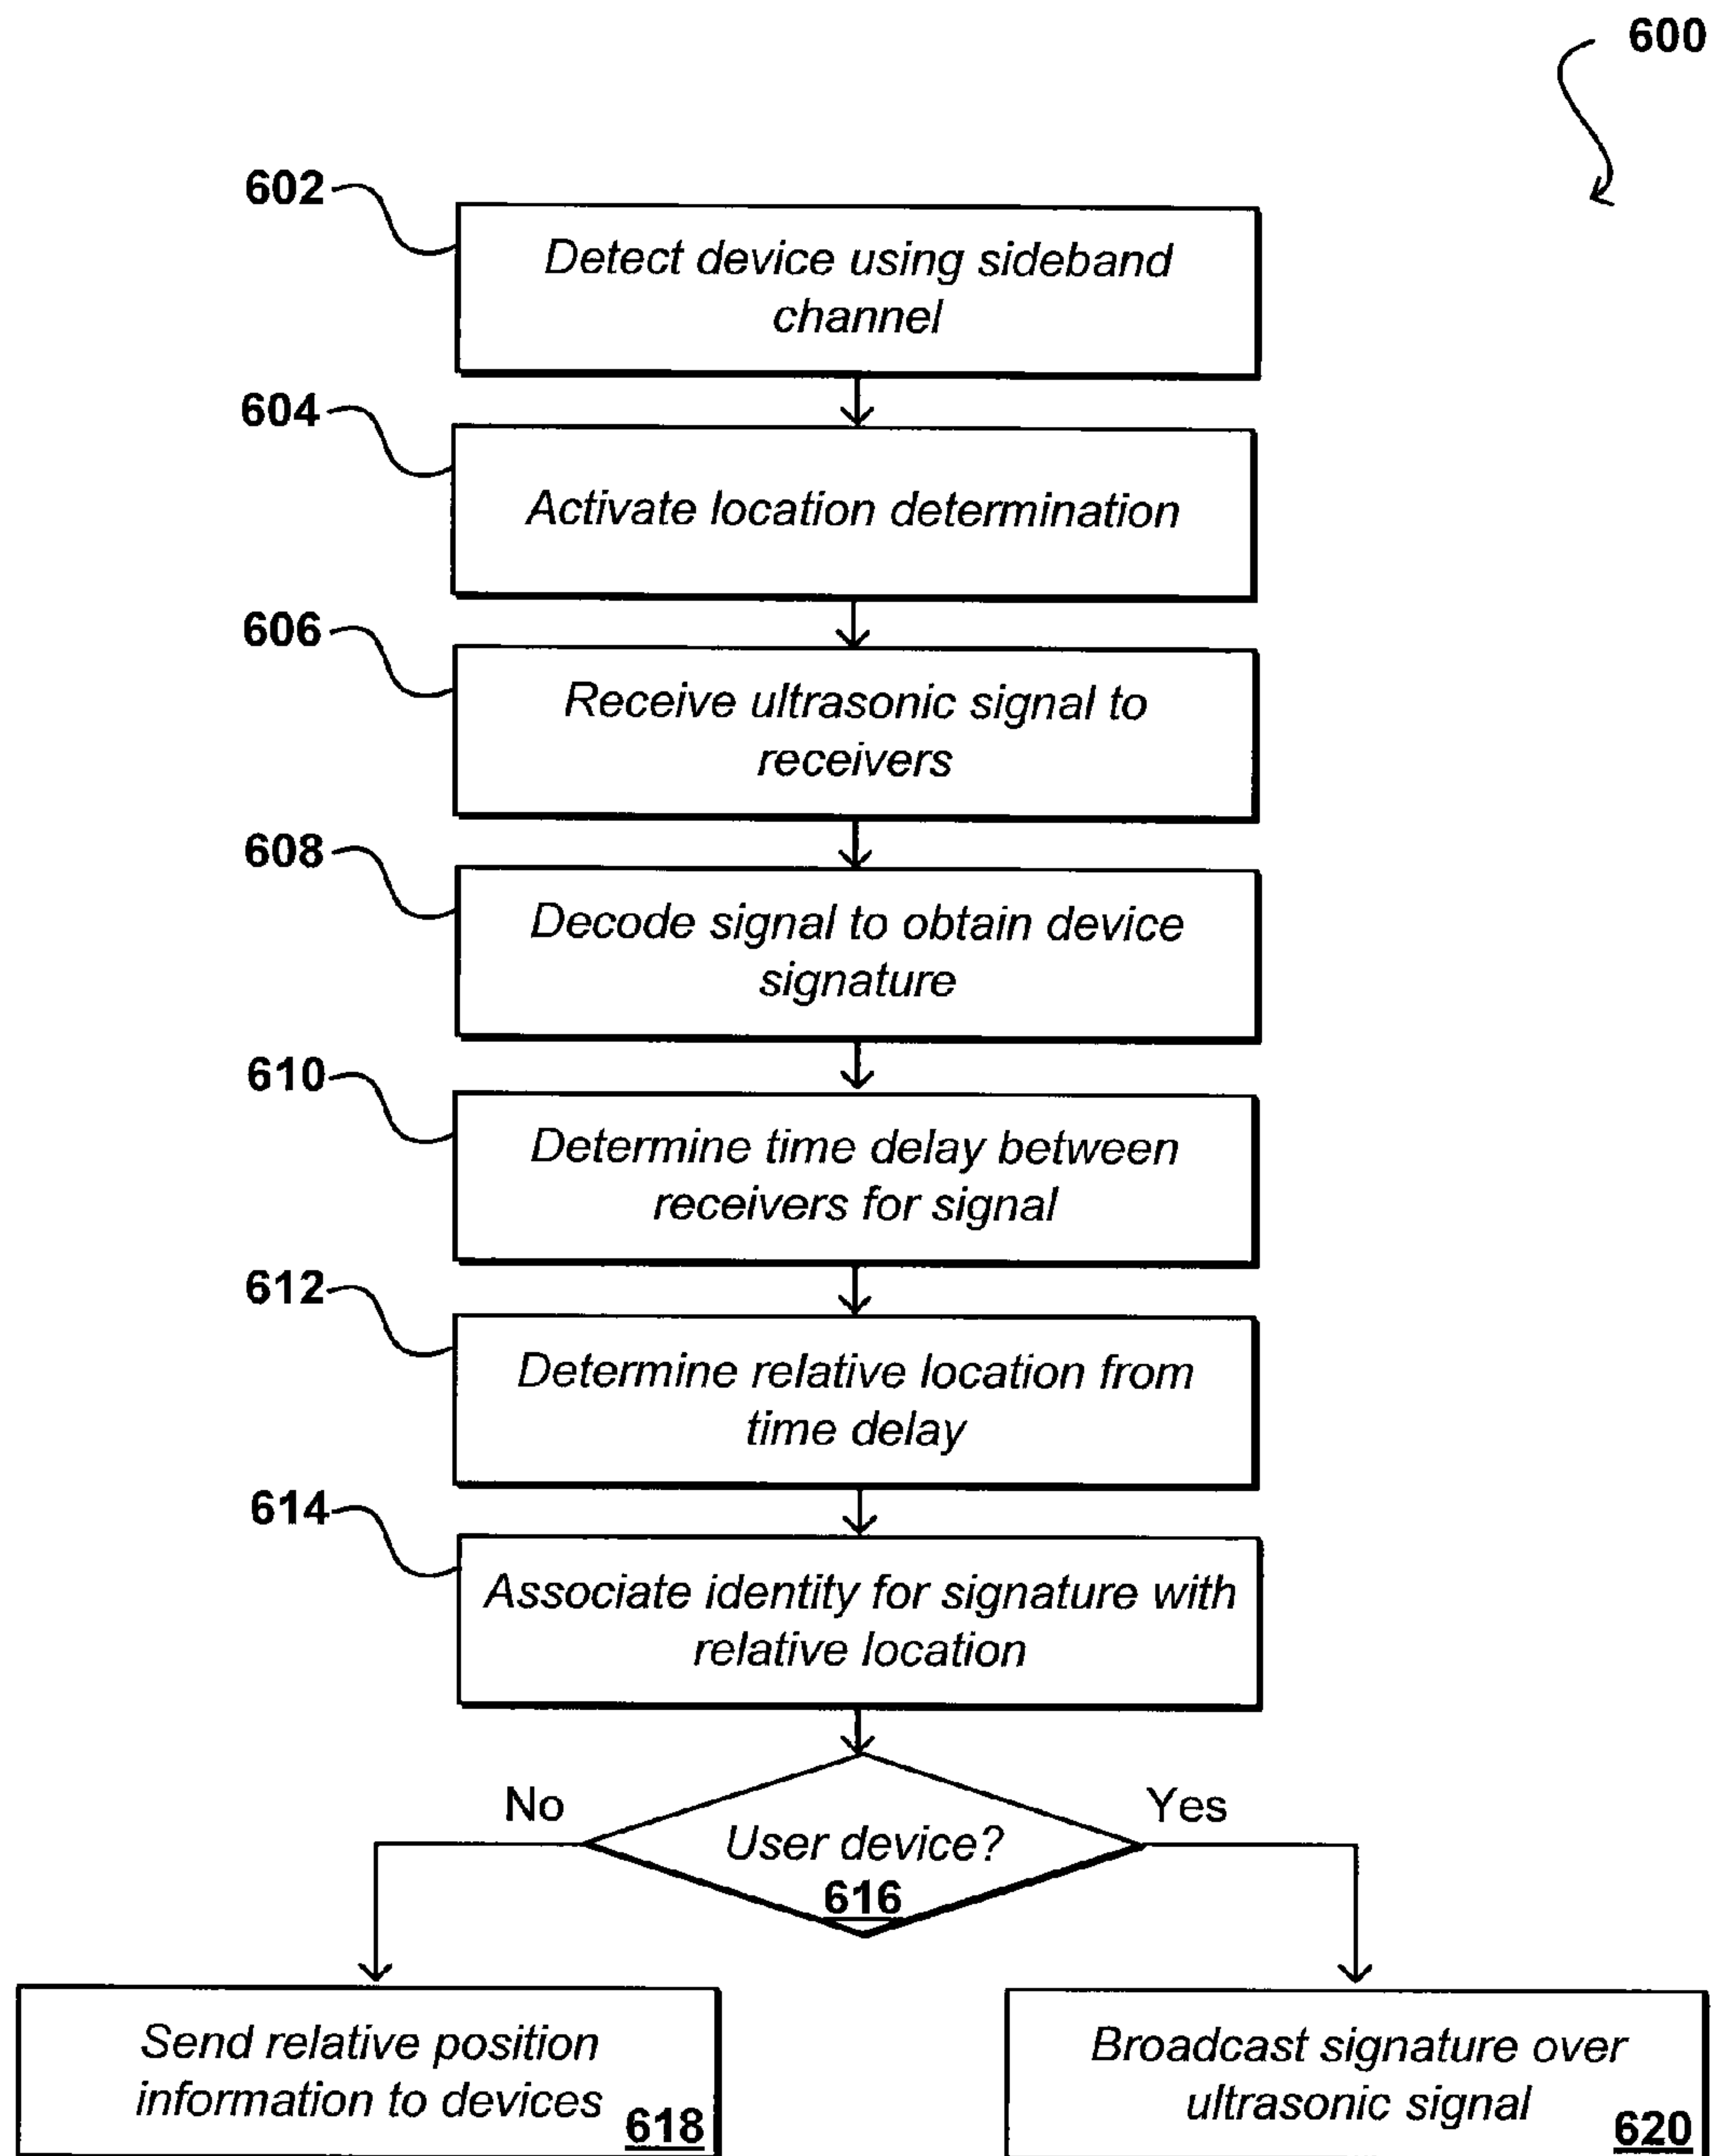 600
602
Detect device using sideband
channel
604
Activate location determination
606
Receive ultrasonic signal to
receivers
608
Decode signal to obtain device
signature
610
Determine time delay between
receivers for signal
612
Determine relative location from
time delay
614
Associate identity for signature with
relative location
No
Yes
User device?
616
Send relative position
information to devices
618
Broadcast signature over
ultrasonic signal
620